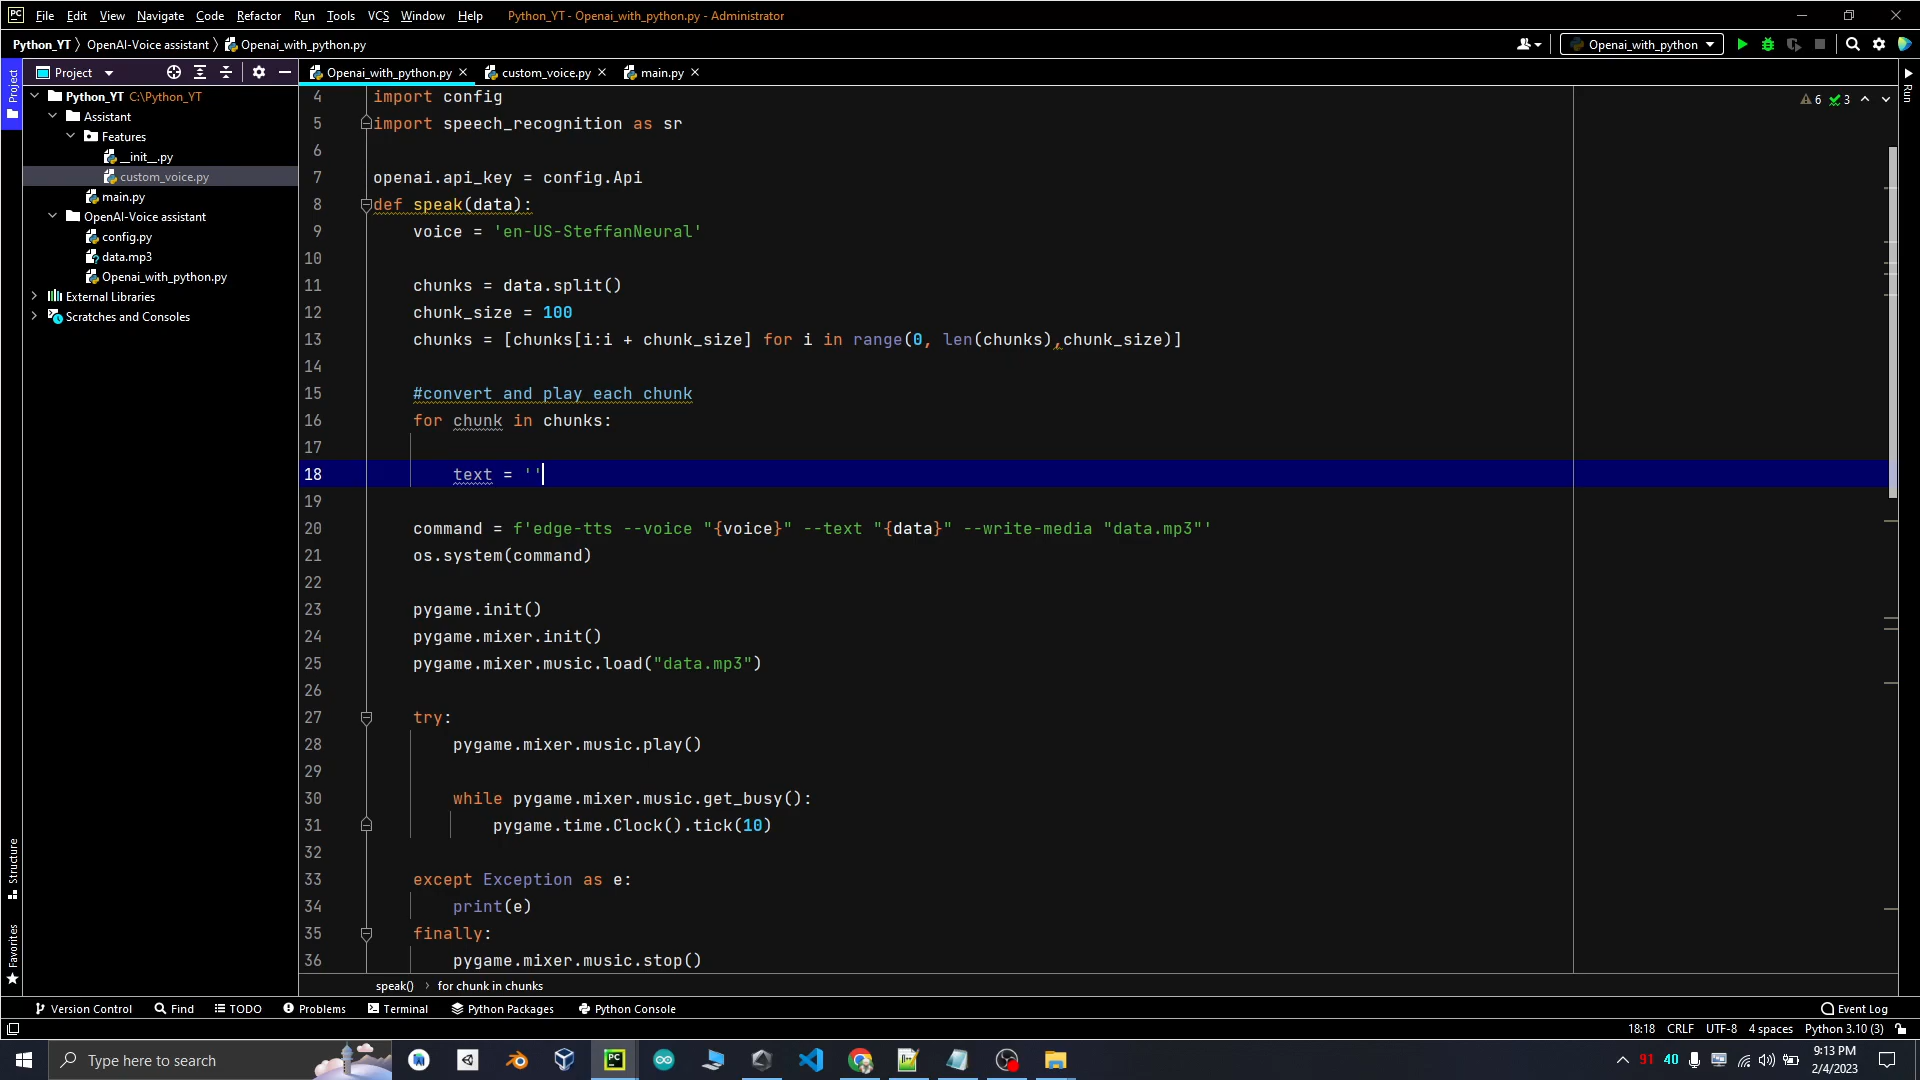 PC File Edit View Navigate Code Refactor Run Tools VCS Window Help Python_YT - Openai_with_python.py - Administrator
Python_YT OpenAI-Voice assistant Openai_with_python.py Openai_with_python
Project Project Openai_with_python.py custom_voice.py main.py Run
Python_YT C:\Python_YT
Assistant
Features
__init__.py
custom_voice.py
main.py
OpenAI-Voice assistant
config.py
data.mp3
Openai_with_python.py
External Libraries
Scratches and Consoles
6 3
4 import config
5 import speech_recognition as sr
6
7 openai.api_key = config.Api
8 def speak(data):
9 voice = 'en-US-SteffanNeural'
10
11 chunks = data.split()
12 chunk_size = 100
13 chunks = [chunks[i:i + chunk_size] for i in range(0, len(chunks),chunk_size)]
14
15 #convert and play each chunk
16 for chunk in chunks:
17
18 text = ''
19
20 command = f'edge-tts --voice "{voice}" --text "{data}" --write-media "data.mp3"'
21 os.system(command)
22
23 pygame.init()
24 pygame.mixer.init()
25 pygame.mixer.music.load("data.mp3")
26
27 try:
28 pygame.mixer.music.play()
29
30 while pygame.mixer.music.get_busy():
31 pygame.time.Clock().tick(10)
32
33 except Exception as e:
34 print(e)
35 finally:
36 pygame.mixer.music.stop()
Structure
Favorites
speak() for chunk in chunks
Version Control Find TODO Problems Terminal Python Packages Python Console Event Log
18:18 CRLF UTF-8 4 spaces Python 3.10 (3)
Type here to search PC 91 40 9:13 PM
2/4/2023